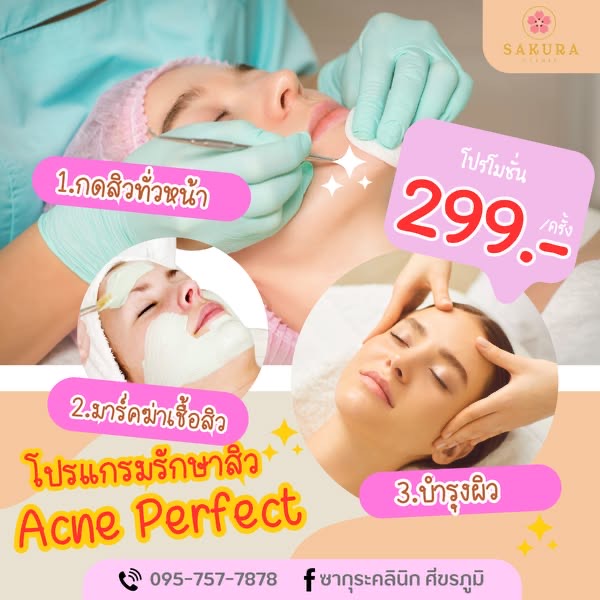 SAKURA
CLINIC
1.กดสิวทั่วหน้า
โปรโมชั่น
299.-
/ครั้ง
2.มาร์คฆ่าเชื้อสิว
โปรแกรมรักษาสิว
Acne Perfect
3.บำรุงผิว
095-757-7878
ซากุระคลินิก ศีขรภูมิ